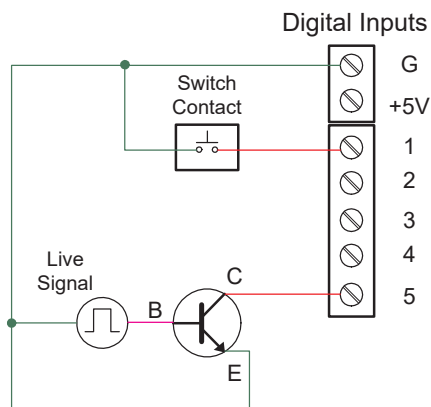 Digital Inputs
G
+5V
Switch
Contact
1
2
3
4
5
Live
Signal
B
C
E